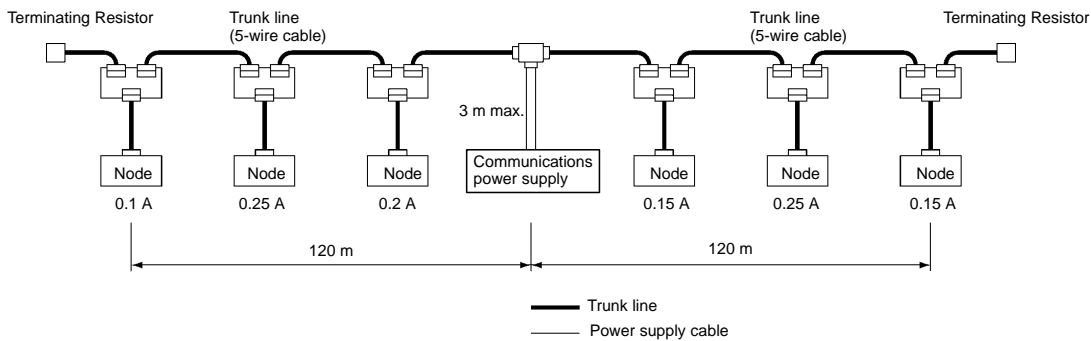 Terminating Resistor
Trunk line
(5-wire cable)
Trunk line
(5-wire cable)
Terminating Resistor
3 m max.
Communications
power supply
Node
Node
Node
Node
Node
Node
0.1 A
0.25 A
0.2 A
0.15 A
0.25 A
0.15 A
120 m
120 m
Trunk line
Power supply cable